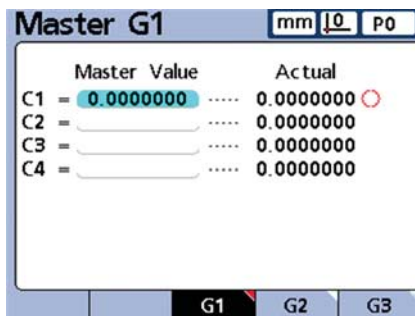 Master G1 mm 0 P0
Master Value Actual
C1 = 0.0000000 ..... 0.0000000
C2 = ..... 0.0000000
C3 = ..... 0.0000000
C4 = ..... 0.0000000
G1 G2 G3